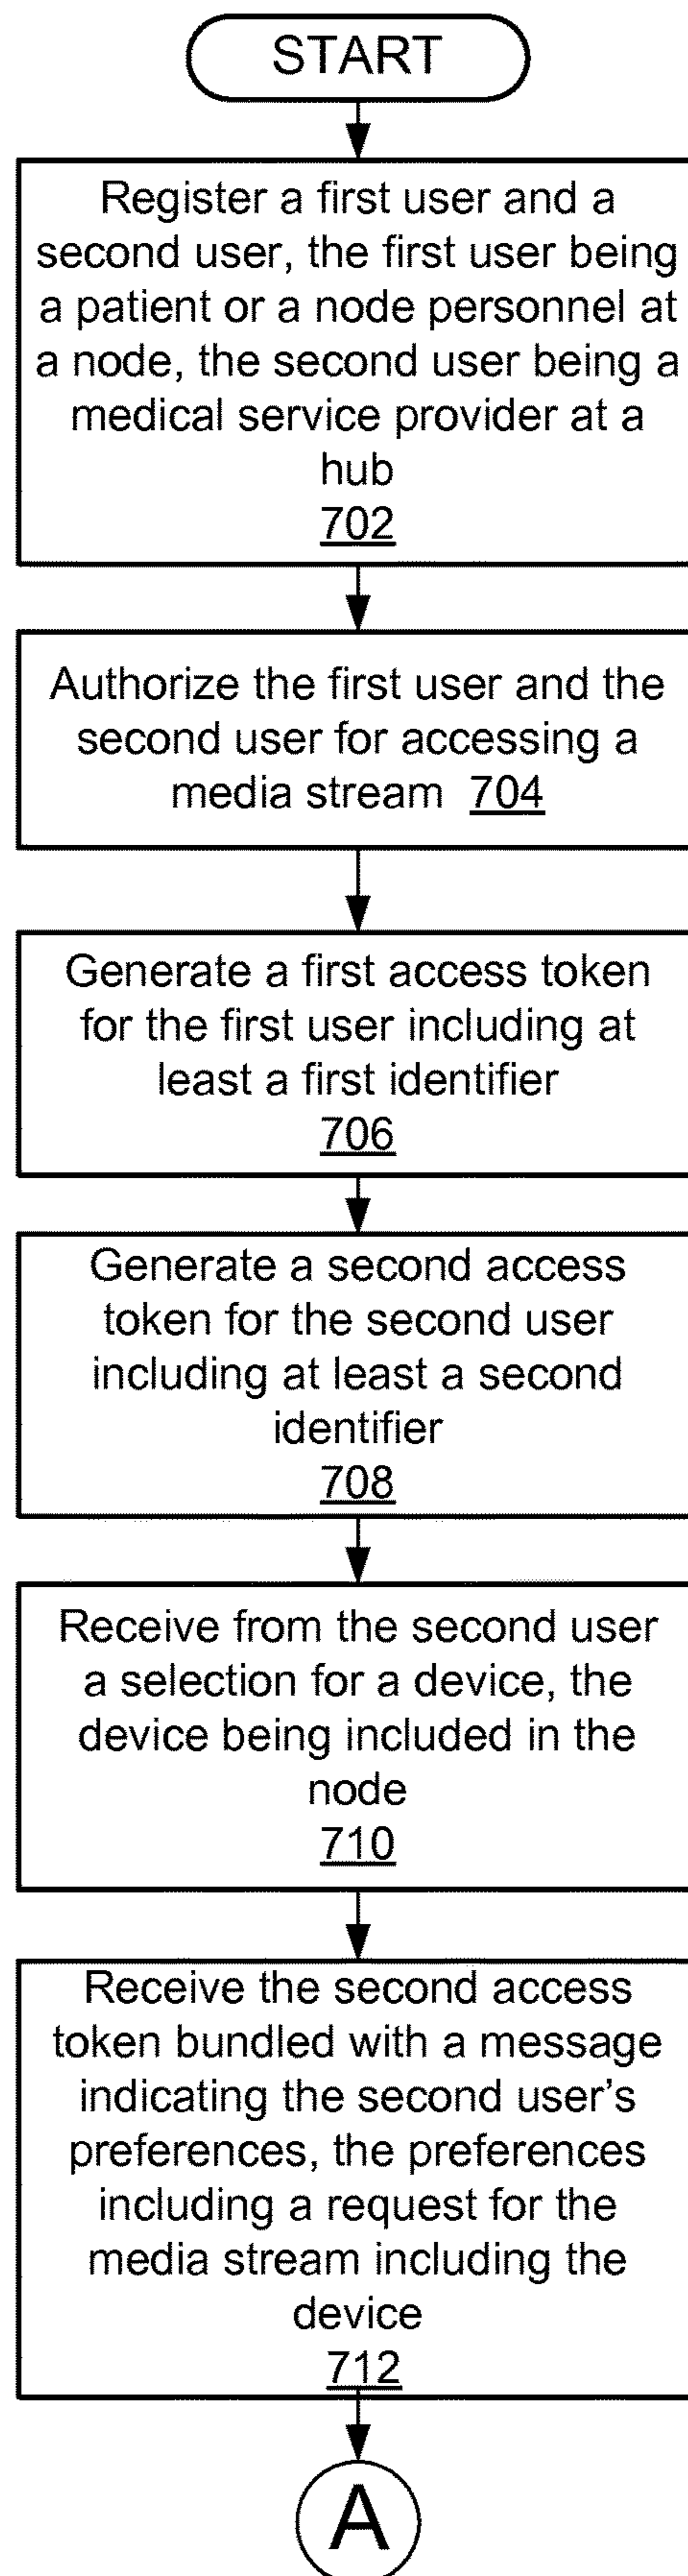 START
Register a first user and a
second user, the first user being
a patient or a node personnel at
a node, the second user being a
medical service provider at a
hub
702
Authorize the first user and the
second user for accessing a
media stream 704
Generate a first access token
for the first user including at
least a first identifier
706
Generate a second access
token for the second user
including at least a second
identifier
708
Receive from the second user
a selection for a device, the
device being included in the
node
710
Receive the second access
token bundled with a message
indicating the second user's
preferences, the preferences
including a request for the
media stream including the
device
712
A